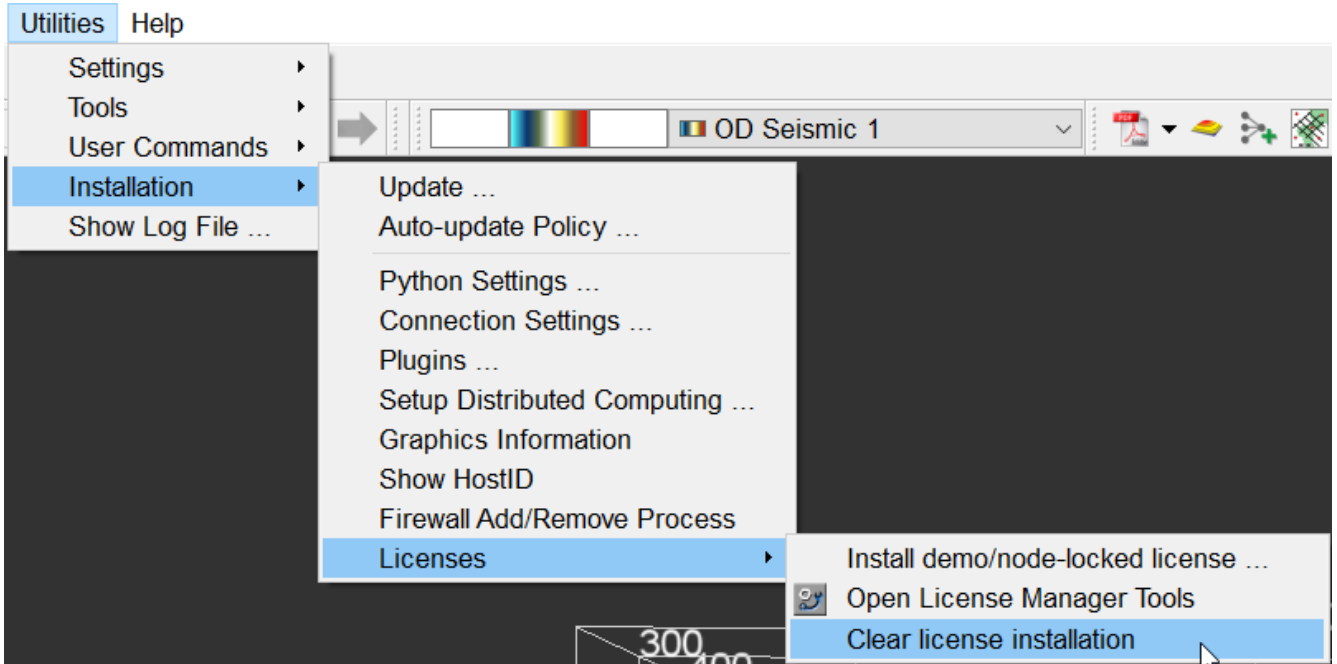 Utilities Help
Settings
Tools
User Commands
Installation
Show Log File ...
OD Seismic 1
PDF
Update ...
Auto-update Policy ...
Python Settings ...
Connection Settings ...
Plugins ...
Setup Distributed Computing ...
Graphics Information
Show HostID
Firewall Add/Remove Process
Licenses
Install demo/node-locked license ...
Open License Manager Tools
Clear license installation
300